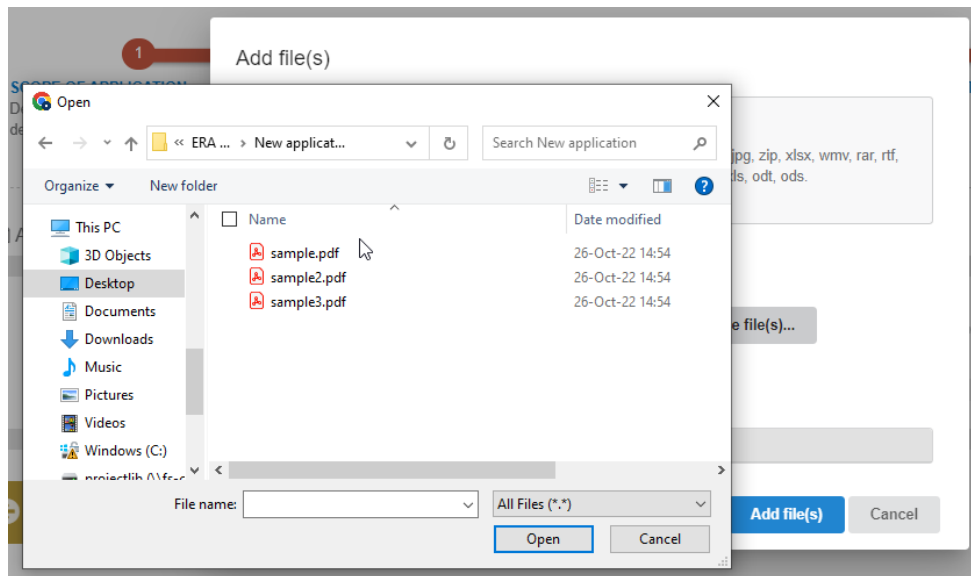 1
Add file(s)
SCOPE OF APPLICATION
Open
« ERA ... > New applicat...
Search New application
jpg, zip, xlsx, wmv, rar, rtf,
xls, odt, ods.
Organize
New folder
?
This PC
3D Objects
Desktop
Documents
Downloads
Music
Pictures
Videos
Windows (C:)
Name
Date modified
sample.pdf 26-Oct-22 14:54
sample2.pdf 26-Oct-22 14:54
sample3.pdf 26-Oct-22 14:54
e file(s)...
File name:
All Files (*.*)
Open
Cancel
Add file(s)
Cancel